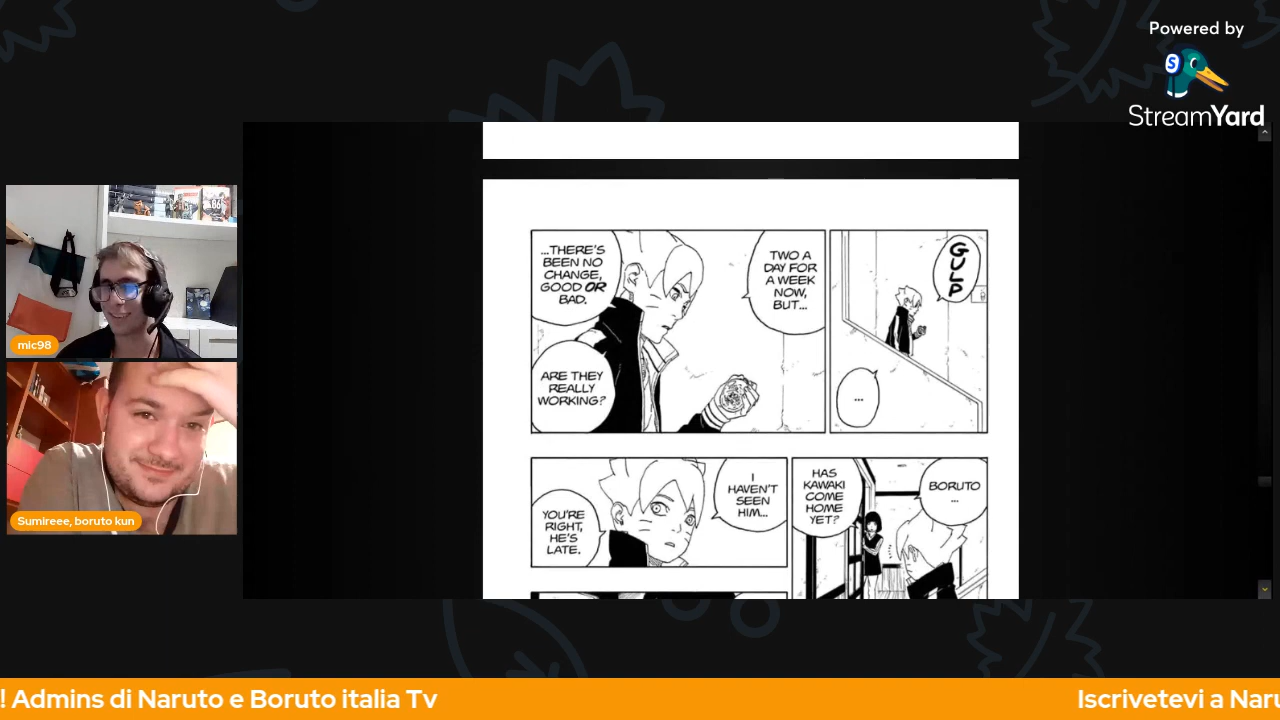 Powered by
StreamYard
...THERE'S
BEEN NO
CHANGE,
GOOD OR
BAD.
TWO A
DAY FOR
A WEEK
NOW,
BUT...
GULP
ARE THEY
REALLY
WORKING?
...
I
HAVEN'T
SEEN
HIM...
YOU'RE
RIGHT,
HE'S
LATE.
HAS
KAWAKI
COME
HOME
YET?
BORUTO
...
mic98
Sumireee, boruto kun
! Admins di Naruto e Boruto italia Tv
Iscrivetevi a Naru